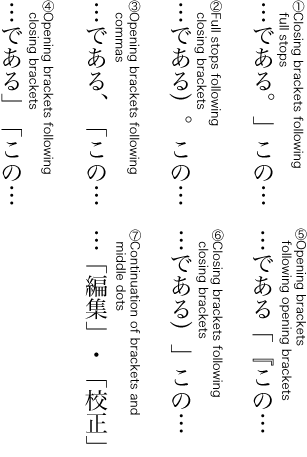 ①Closing brackets following
full stops
…である。」この…
②Full stops following
closing brackets
…である）。この…
③Opening brackets following
commas
…である、「この…
④Opening brackets following
closing brackets
…である」「この…
⑤Opening brackets
following opening brackets
…である「『この…
⑥Closing brackets following
closing brackets
…である）」この…
⑦Continuation of brackets and
middle dots
…「編集」・「校正」